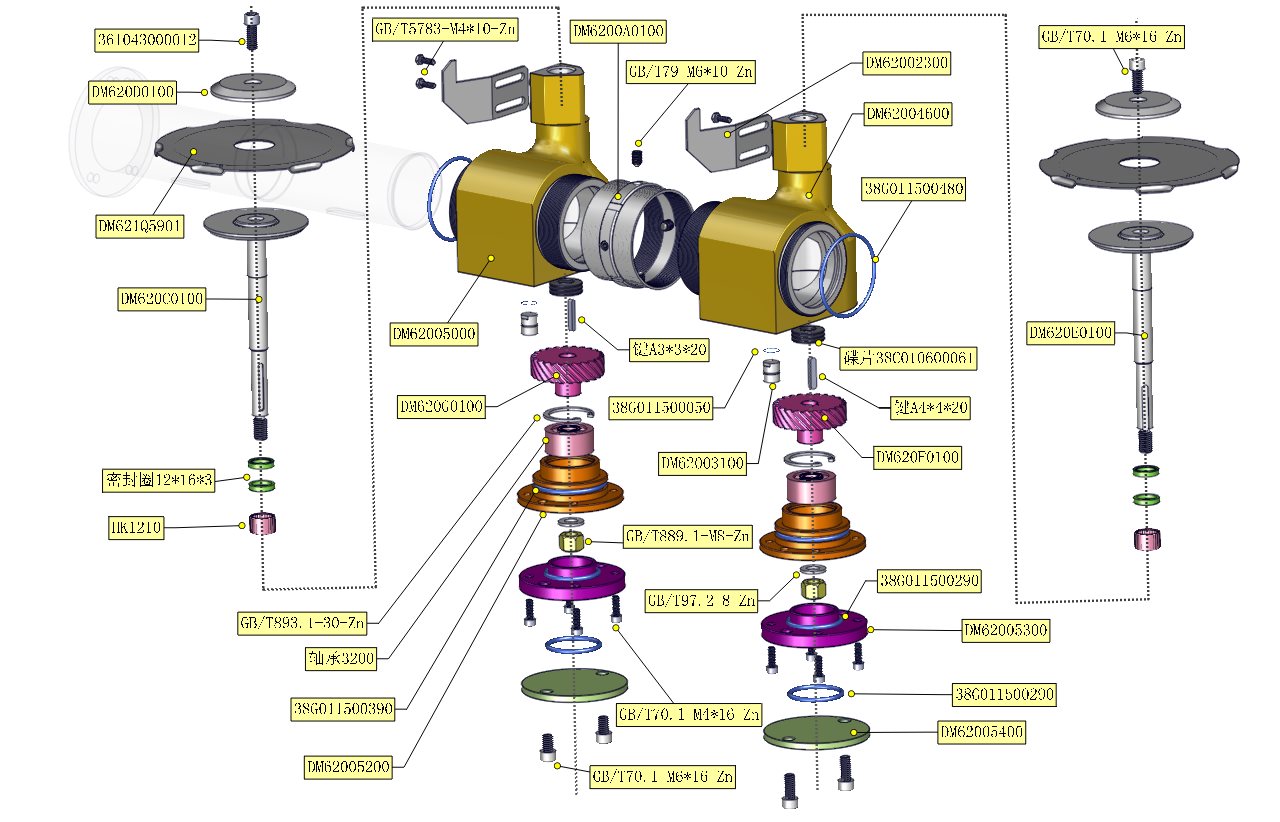 GB/T5783-M4*10-Zn
DM6200A0100
361043000012
GB/T70.1 M6*16 Zn
DM62002300
GB/T79 M6*10 Zn
DM620D0100
DM62004600
38G011500480
DM621Q5901
DM620C0100
DM62005000
DM620E0100
键A3*3*20
碟片38C010600061
DM620G0100
38G011500050
键A4*4*20
DM62003100
DM620F0100
密封圈12*16*3
HK1210
GB/T889.1-M8-Zn
38G011500290
GB/T97.2 8 Zn
GB/T893.1-30-Zn
DM62005300
轴承3200
38G011500290
38G011500390
GB/T70.1 M4*16 Zn
DM62005400
DM62005200
GB/T70.1 M6*16 Zn